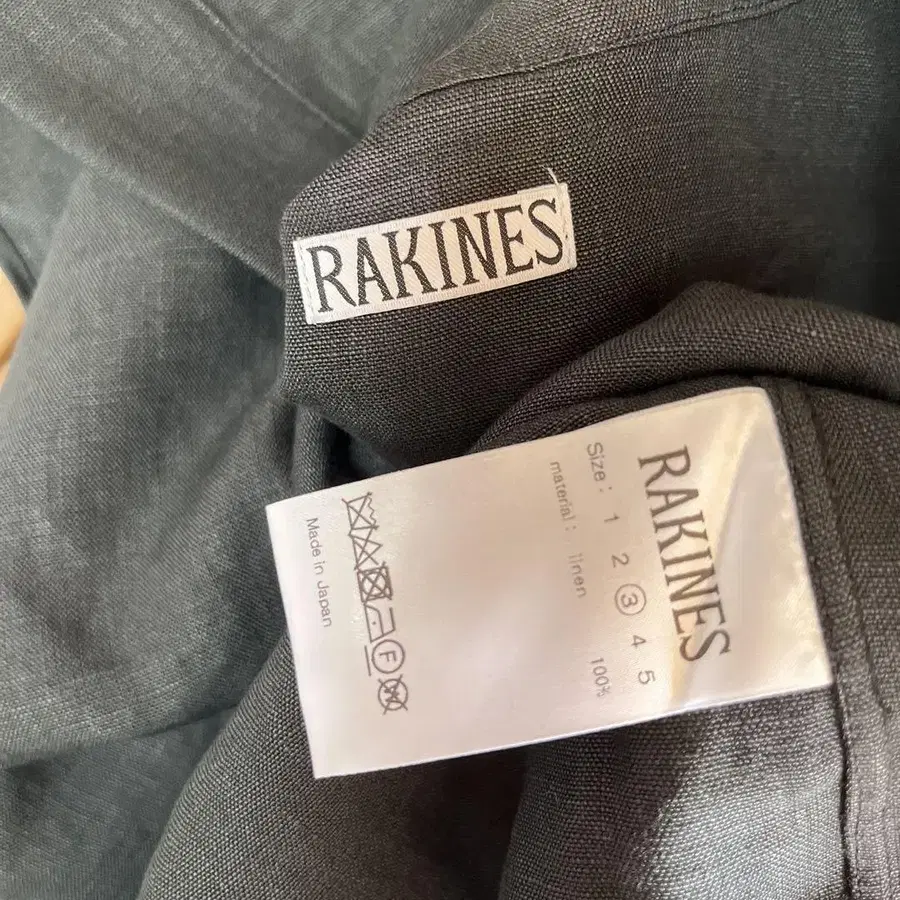 RAKINES
RAKINES
Size: 1 2 3 4 5
material: linen 100%
F W
Made in Japan